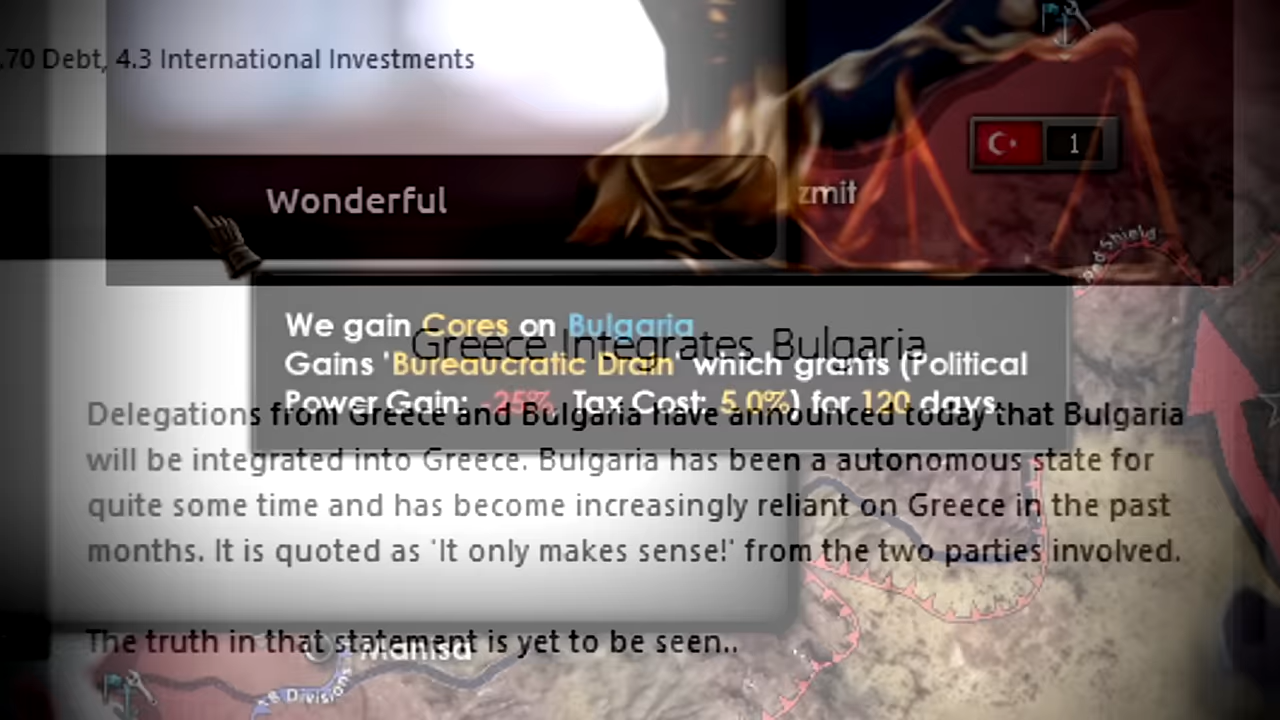 .70 Debt, 4.3 International Investments
1
Wonderful
zmit
We gain Cores on Bulgaria
Greece Integrates Bulgaria
Gains 'Bureaucratic Drain' which grants (Political
Power Gain: -25%, Tax Cost: 5.0%) for 120 days.
Delegations from Greece and Bulgaria have announced today that Bulgaria
will be integrated into Greece. Bulgaria has been a autonomous state for
quite some time and has become increasingly reliant on Greece in the past
months. It is quoted as 'It only makes sense!' from the two parties involved.
The truth in that statement is yet to be seen..
Manisa
Divisions